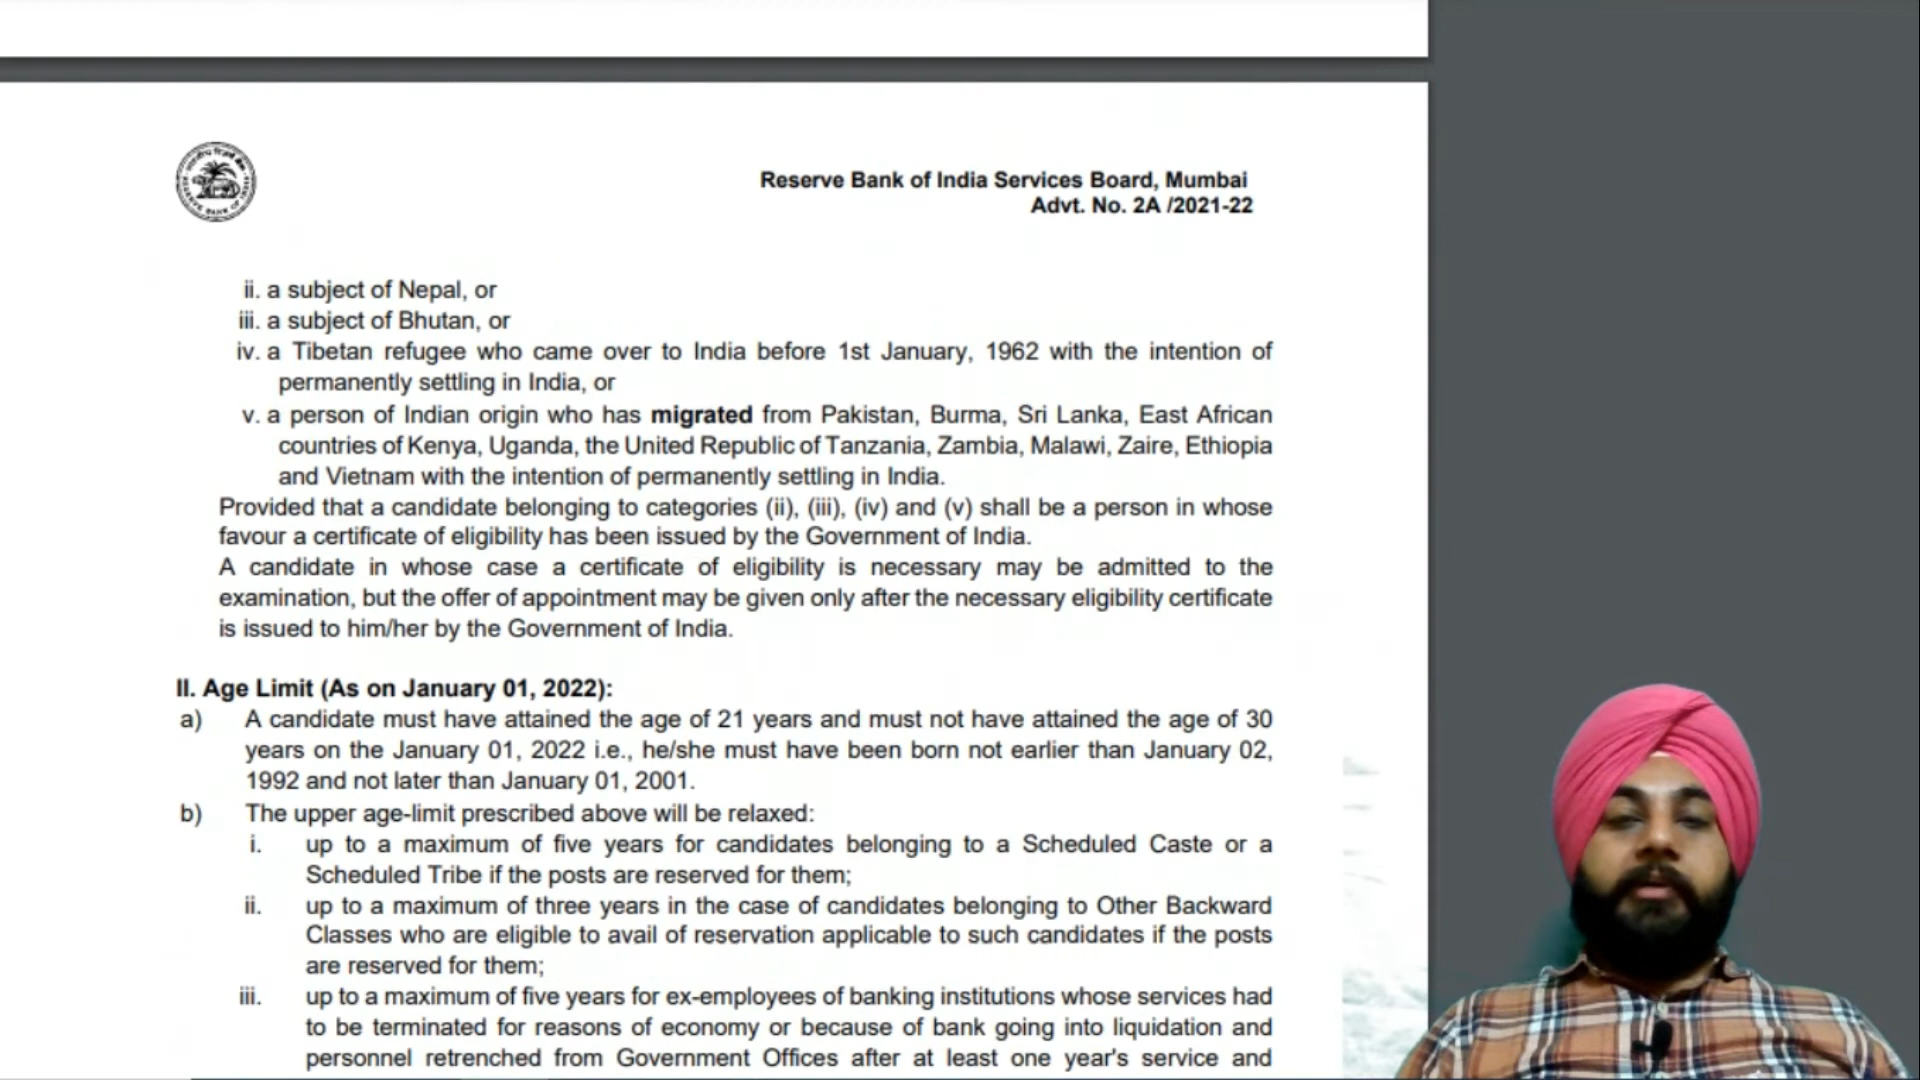 Reserve Bank of India Services Board, Mumbai
Advt. No. 2A /2021-22
ii. a subject of Nepal, or
iii. a subject of Bhutan, or
iv. a Tibetan refugee who came over to India before 1st January, 1962 with the intention of
permanently settling in India, or
v. a person of Indian origin who has migrated from Pakistan, Burma, Sri Lanka, East African
countries of Kenya, Uganda, the United Republic of Tanzania, Zambia, Malawi, Zaire, Ethiopia
and Vietnam with the intention of permanently settling in India.
Provided that a candidate belonging to categories (ii), (iii), (iv) and (v) shall be a person in whose
favour a certificate of eligibility has been issued by the Government of India.
A candidate in whose case a certificate of eligibility is necessary may be admitted to the
examination, but the offer of appointment may be given only after the necessary eligibility certificate
is issued to him/her by the Government of India.
II. Age Limit (As on January 01, 2022):
a) A candidate must have attained the age of 21 years and must not have attained the age of 30
years on the January 01, 2022 i.e., he/she must have been born not earlier than January 02,
1992 and not later than January 01, 2001.
b) The upper age-limit prescribed above will be relaxed:
i. up to a maximum of five years for candidates belonging to a Scheduled Caste or a
Scheduled Tribe if the posts are reserved for them;
ii. up to a maximum of three years in the case of candidates belonging to Other Backward
Classes who are eligible to avail of reservation applicable to such candidates if the posts
are reserved for them;
iii. up to a maximum of five years for ex-employees of banking institutions whose services had
to be terminated for reasons of economy or because of bank going into liquidation and
personnel retrenched from Government Offices after at least one year's service and